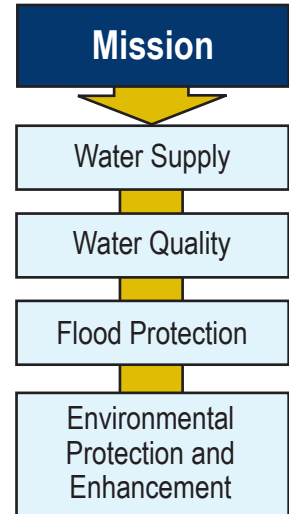 Mission
Water Supply
Water Quality
Flood Protection
Environmental
Protection and
Enhancement